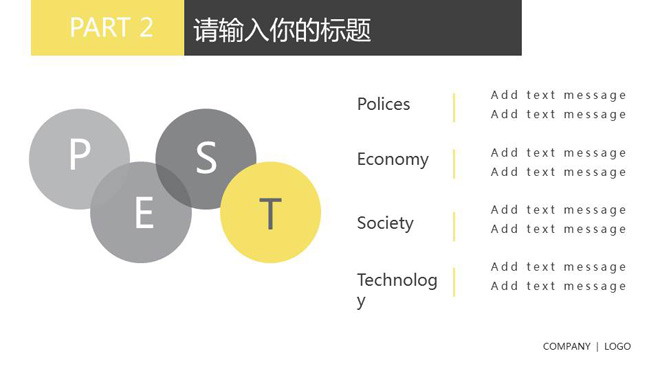 PART 2
请输入你的标题
P
E
S
T
Polices
Add text message
Add text message
Economy
Add text message
Add text message
Society
Add text message
Add text message
Technolog
y
Add text message
Add text message
COMPANY | LOGO